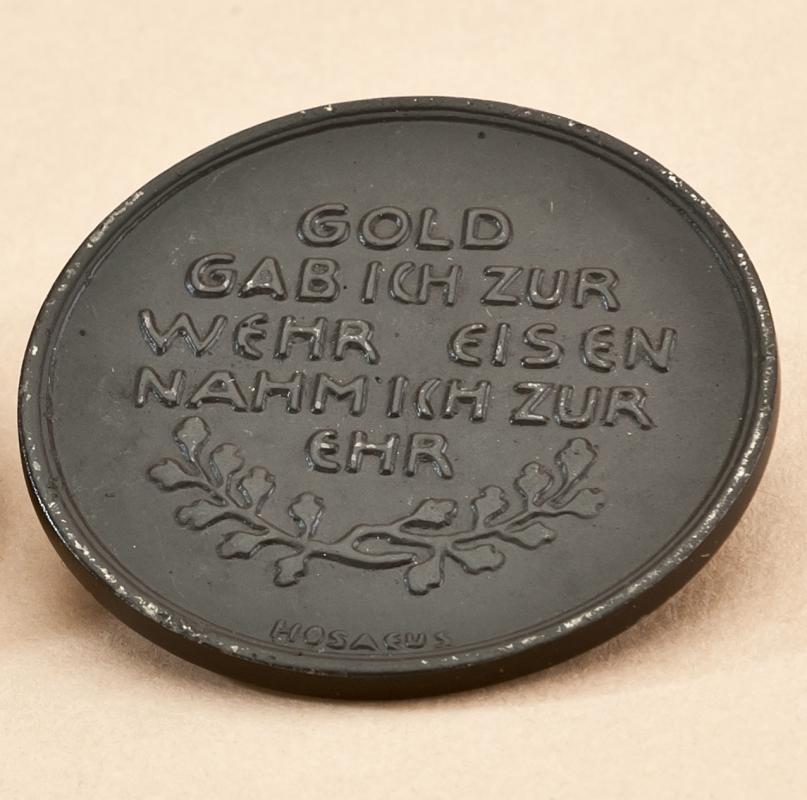 GOLD
GAB ICH ZUR
WEHR EISEN
NAHM ICH ZUR
EHR
HOSAEUS